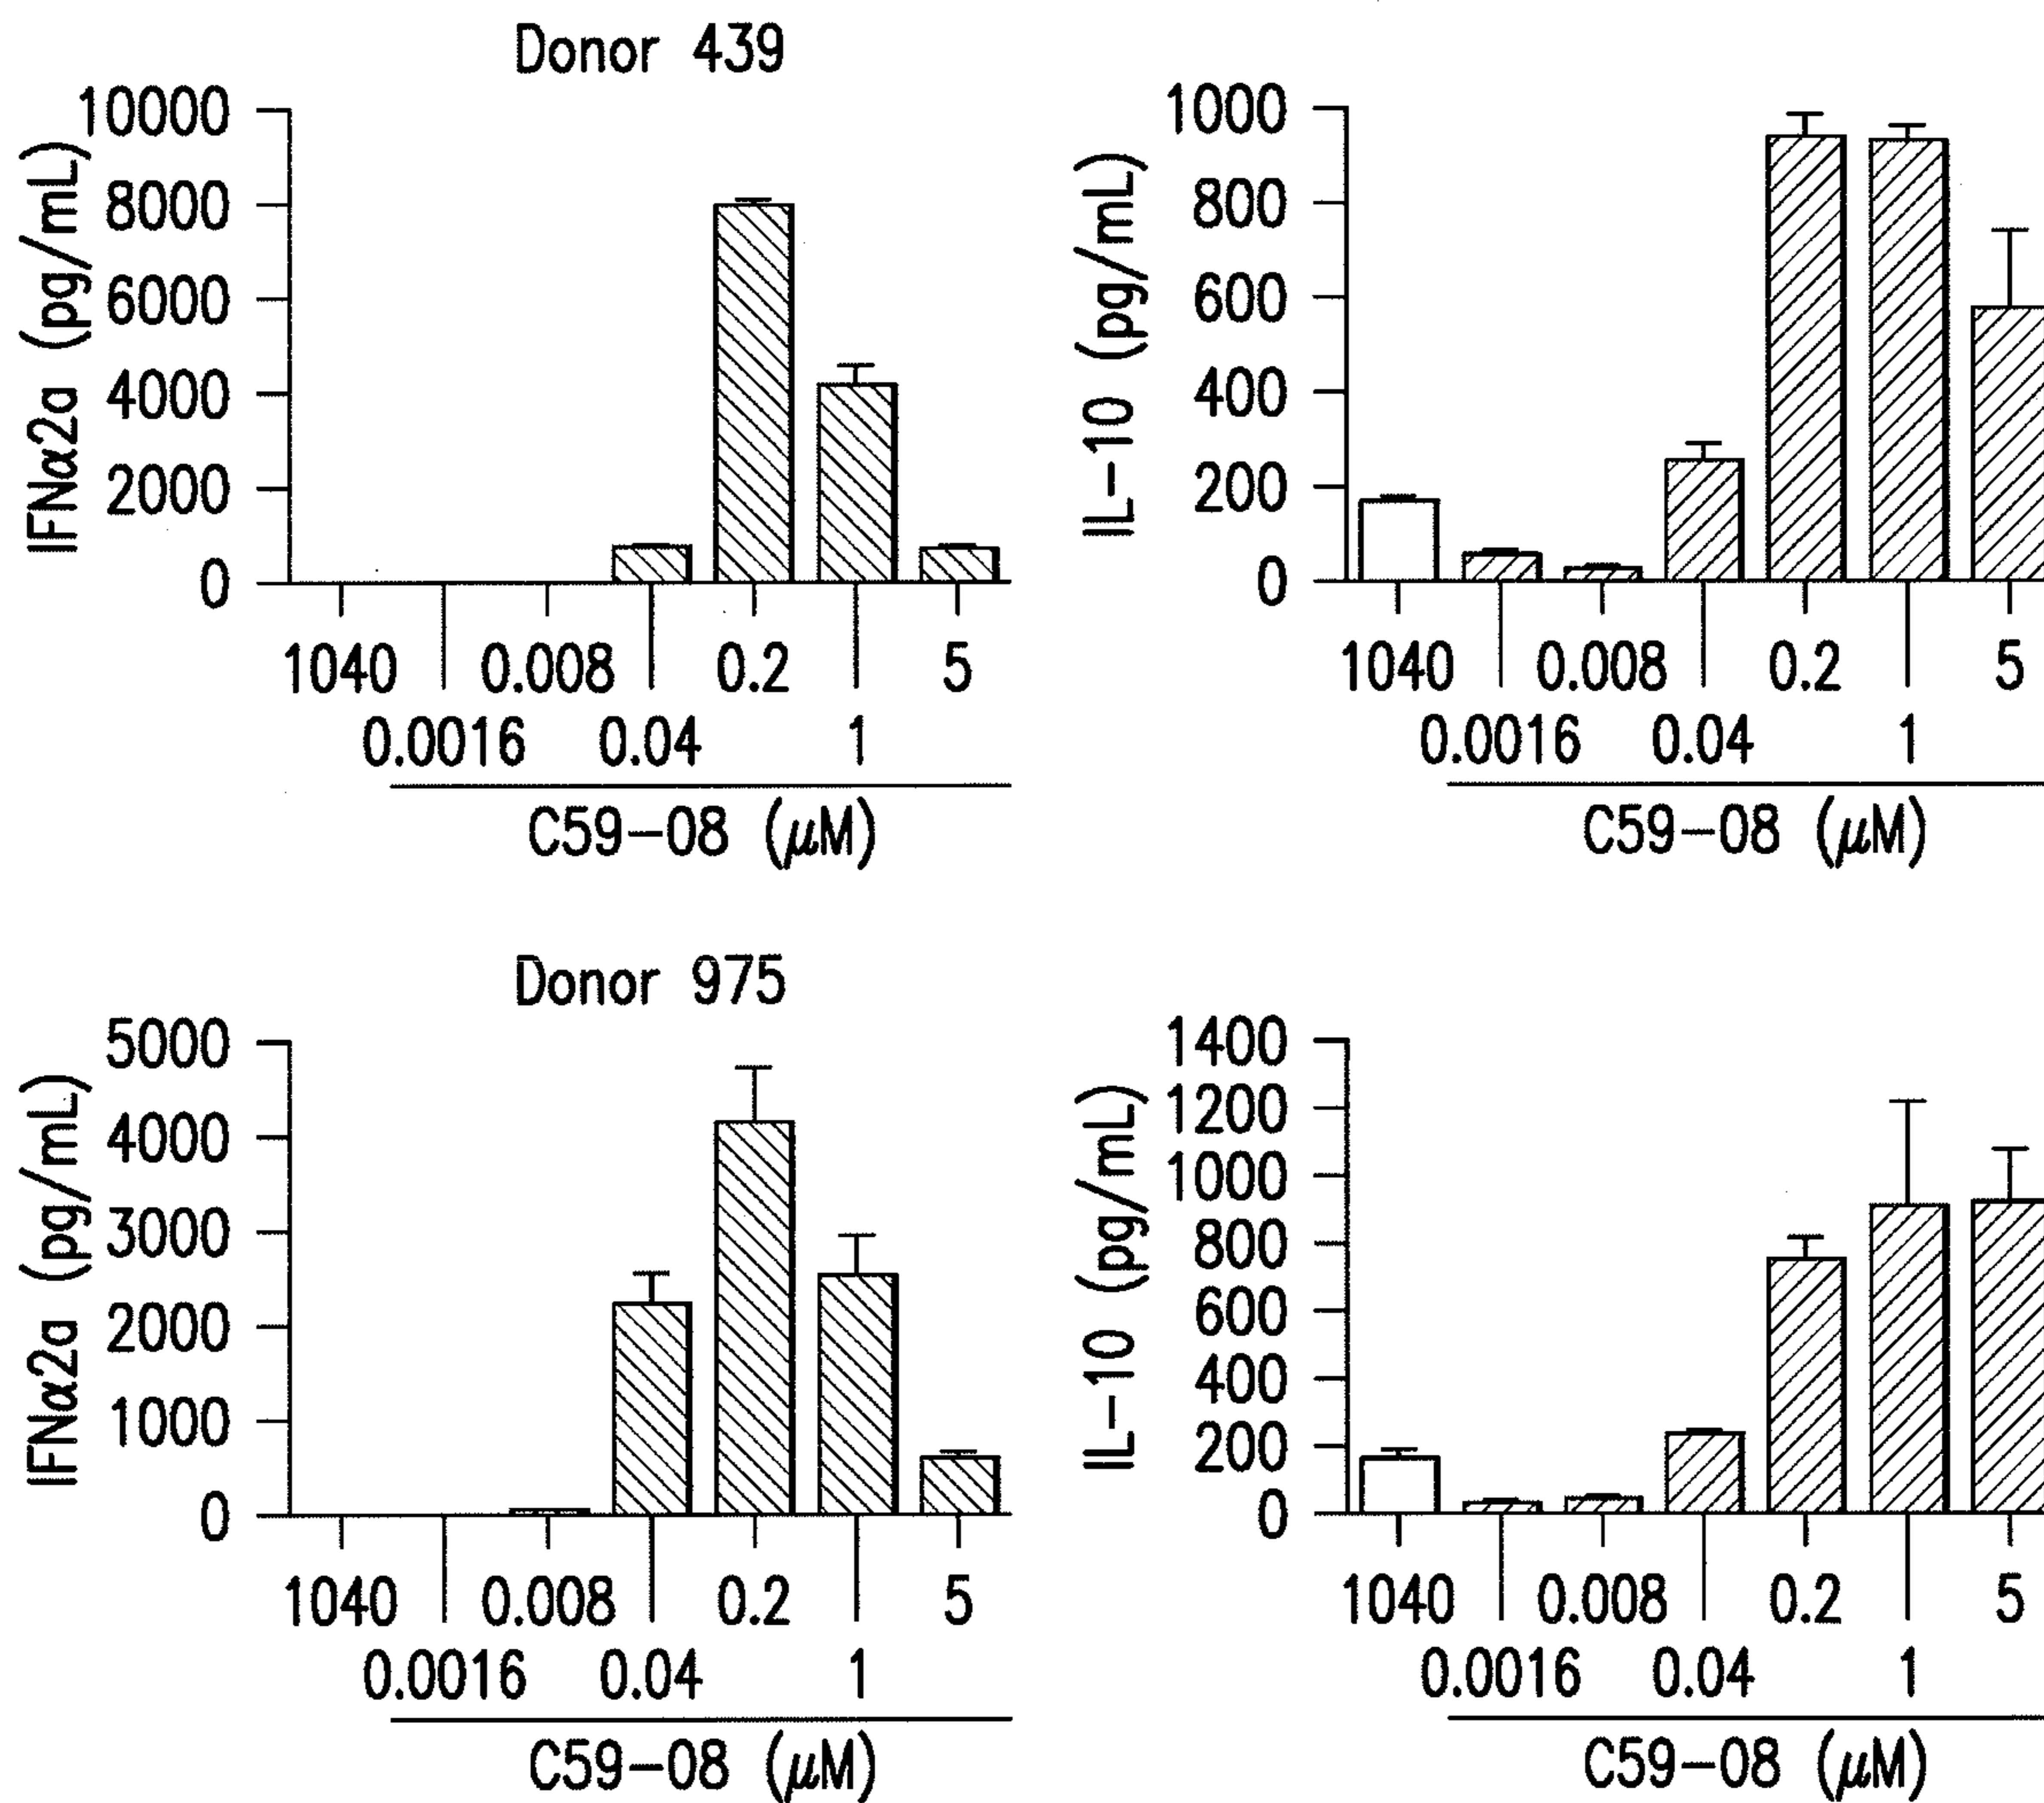 Donor 439
IFNα2a (pg/mL)
10000
8000
6000
4000
2000
0
1040 0.008 0.2 5
0.0016 0.04 1
C59-08 (μM)
IL-10 (pg/mL)
1000
800
600
400
200
0
1040 0.008 0.2 5
0.0016 0.04 1
C59-08 (μM)
Donor 975
IFNα2a (pg/mL)
5000
4000
3000
2000
1000
0
1040 0.008 0.2 5
0.0016 0.04 1
C59-08 (μM)
IL-10 (pg/mL)
1400
1200
1000
800
600
400
200
0
1040 0.008 0.2 5
0.0016 0.04 1
C59-08 (μM)